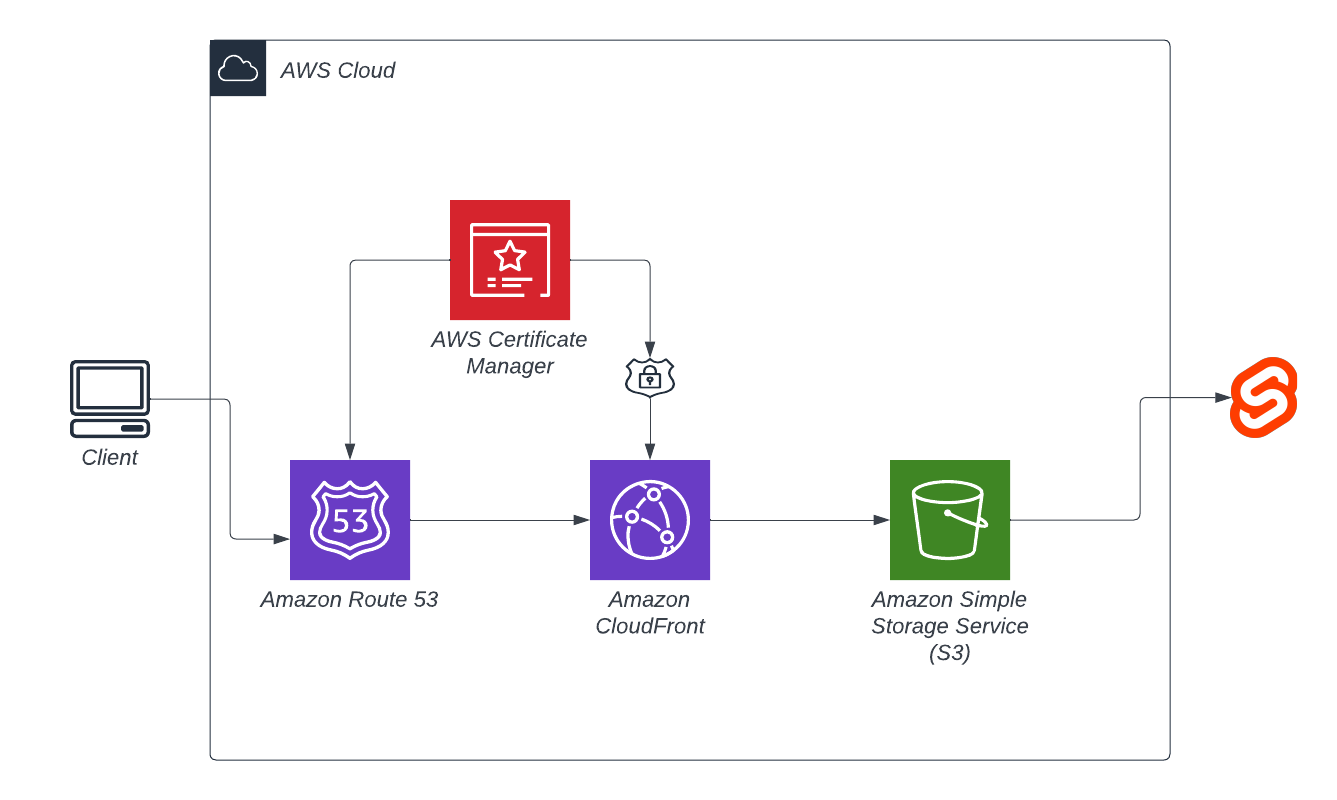 AWS Cloud
AWS Certificate
Manager
Client
53
Amazon Route 53
Amazon
CloudFront
Amazon Simple
Storage Service
(S3)